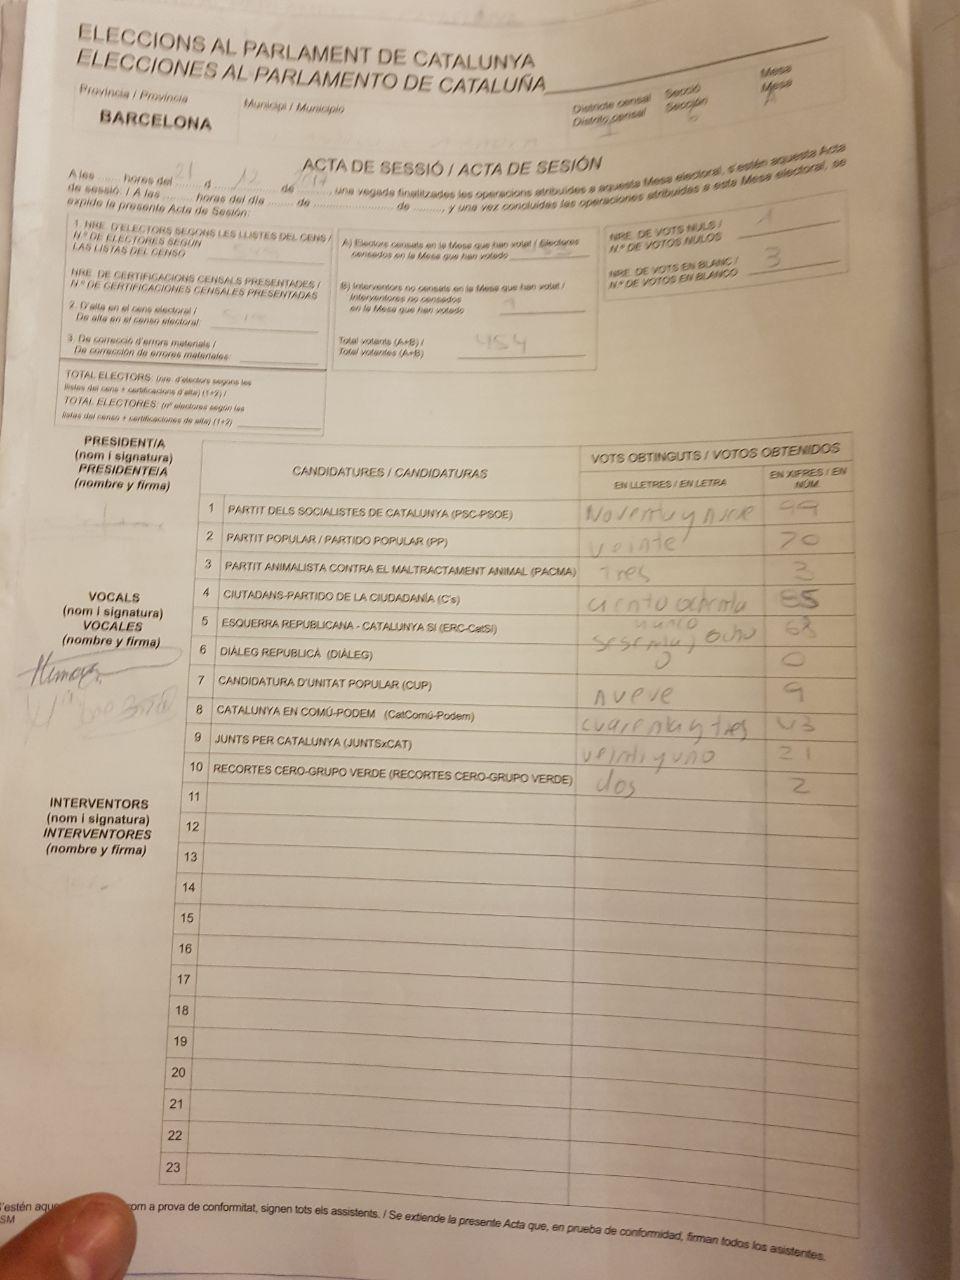 ELECCIONS AL PARLAMENT DE CATALUNYA
ELECCIONES AL PARLAMENTO DE CATALUÑA
Província / Provincia
BARCELONA
Municipi / Municipio
Districte censal
Distrito censal
Secció
Sección
Mesa
Mesa
A
ACTA DE SESSIÓ / ACTA DE SESIÓN
A les ...... hores del 21 d 12 de 2017 una vegada finalitzades les operacions atribuïdes a aquesta Mesa electoral, s'estén aquesta Acta
de sessió. / A las ........ horas del día ....... de .................... de ........, y una vez concluidas las operaciones atribuidas a esta Mesa electoral, se
expide la presente Acta de Sesión:
1. NRE. D'ELECTORS SEGONS LES LLISTES DEL CENS /
N.º DE ELECTORES SEGÚN
LAS LISTAS DEL CENSO
NRE. DE CERTIFICACIONS CENSALS PRESENTADES /
N.º DE CERTIFICACIONES CENSALES PRESENTADAS
2. D'alta en el cens electoral /
De alta en el censo electoral:
3. De correcció d'errors materials /
De corrección de errores materiales:
TOTAL ELECTORS: (nre. d'electors segons les
llistes del cens + certificacions d'alta) (1+2) /
TOTAL ELECTORES: (nº electores según las
listas del censo + certificaciones de alta) (1+2)
A) Electors censats en la Mesa que han votat / Electores
censados en la Mesa que han votado
B) Interventors no censats en la Mesa que han votat /
Interventores no censados
en la Mesa que han votado
Total votants (A+B) /
Total votantes (A+B) 454
NRE. DE VOTS NULS /
N.º DE VOTOS NULOS 1
NRE. DE VOTS EN BLANC /
N.º DE VOTOS EN BLANCO 3
PRESIDENT/A
(nom i signatura)
PRESIDENTE/A
(nombre y firma)
VOCALS
(nom i signatura)
VOCALES
(nombre y firma)
INTERVENTORS
(nom i signatura)
INTERVENTORES
(nombre y firma)
CANDIDATURES / CANDIDATURAS
VOTS OBTINGUTS / VOTOS OBTENIDOS
EN LLETRES / EN LETRA
EN XIFRES / EN
NÚM.
1 PARTIT DELS SOCIALISTES DE CATALUNYA (PSC-PSOE) Noventa y nueve 99
2 PARTIT POPULAR / PARTIDO POPULAR (PP) veinte 20
3 PARTIT ANIMALISTA CONTRA EL MALTRACTAMENT ANIMAL (PACMA) Tres 3
4 CIUTADANS-PARTIDO DE LA CIUDADANÍA (C's) ciento ochenta
5 ESQUERRA REPUBLICANA - CATALUNYA SÍ (ERC-CatSí) sesenta y ocho 68
6 DIÀLEG REPUBLICÀ (DIÀLEG) 0 0
7 CANDIDATURA D'UNITAT POPULAR (CUP) nueve 9
8 CATALUNYA EN COMÚ-PODEM (CatComú-Podem) cuarenta y tres 43
9 JUNTS PER CATALUNYA (JUNTSxCAT) veinti y uno 21
10 RECORTES CERO-GRUPO VERDE (RECORTES CERO-GRUPO VERDE) dos 2
11
12
13
14
15
16
17
18
19
20
21
22
23
om a prova de conformitat, signen tots els assistents. / Se extiende la presente Acta que, en prueba de conformidad, firman todos los asistentes.
SM